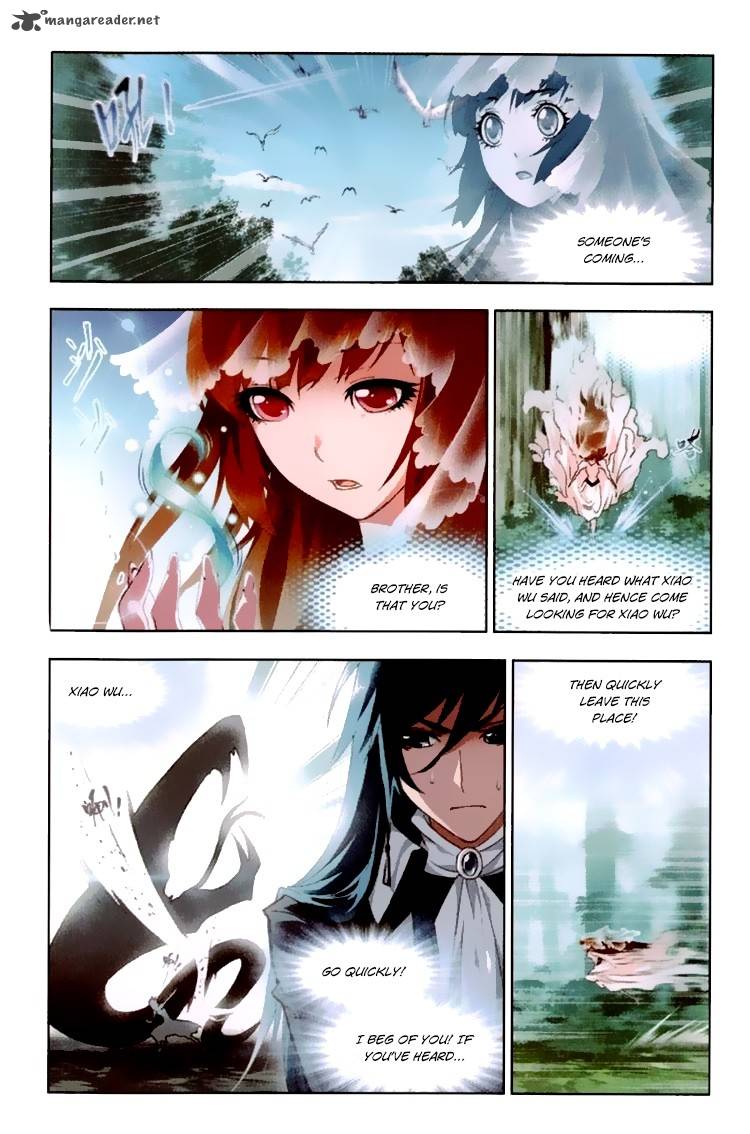 mangareader.net
SOMEONE'S
COMING...
BROTHER, IS
THAT YOU?
HAVE YOU HEARD WHAT XIAO
WU SAID, AND HENCE COME
LOOKING FOR XIAO WU?
XIAO WU...
GO QUICKLY!
I BEG OF YOU! IF
YOU'VE HEARD...
THEN QUICKLY
LEAVE THIS
PLACE!